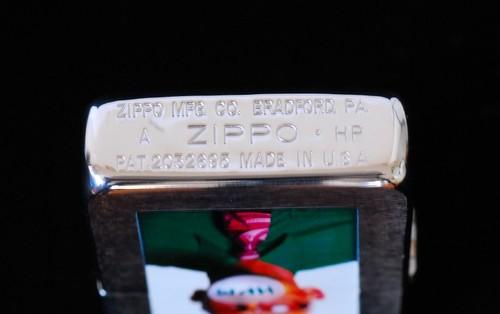 ZIPPO MFG. CO. BRADFORD. PA.
A ZIPPO · HP
PAT. 2032695 MADE IN U.S.A.